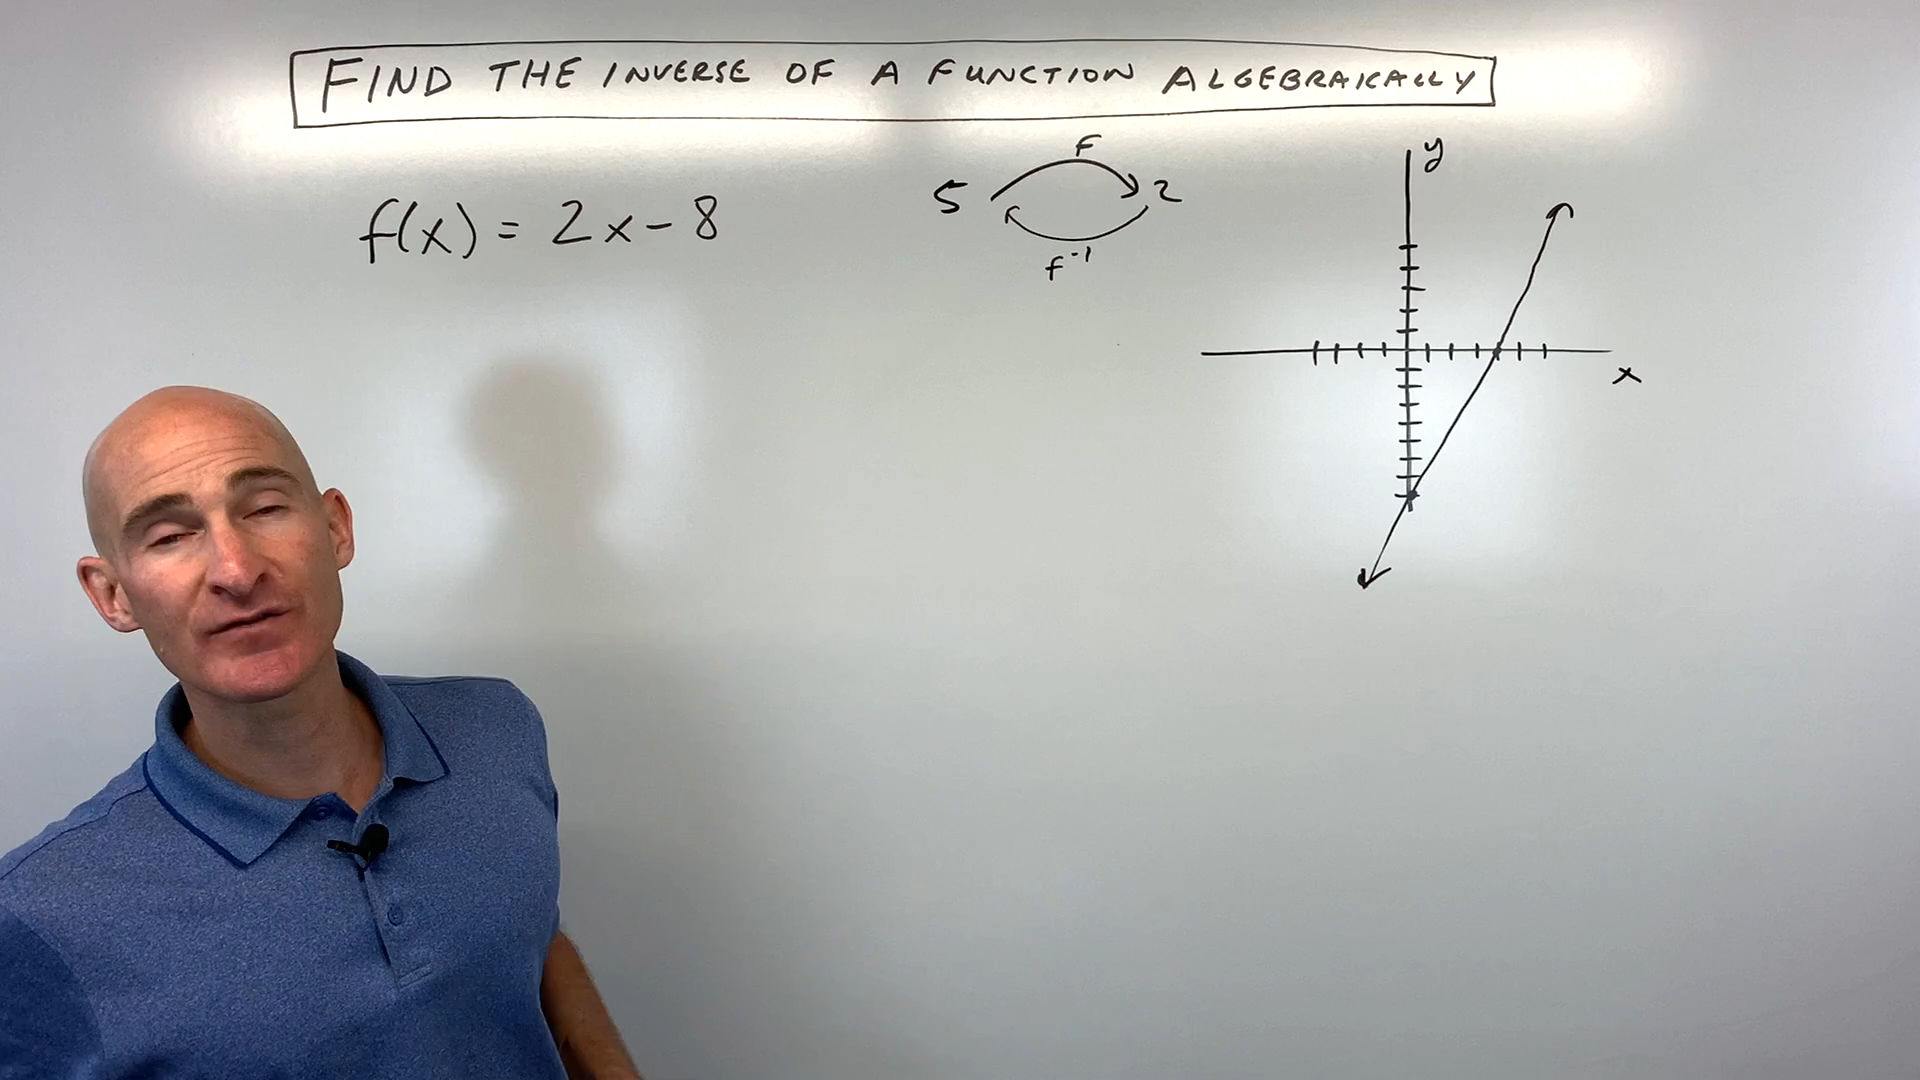 FIND THE INVERSE OF A FUNCTION ALGEBRAICALLY
f(x) = 2x - 8
F
5 2
f⁻¹
y
x